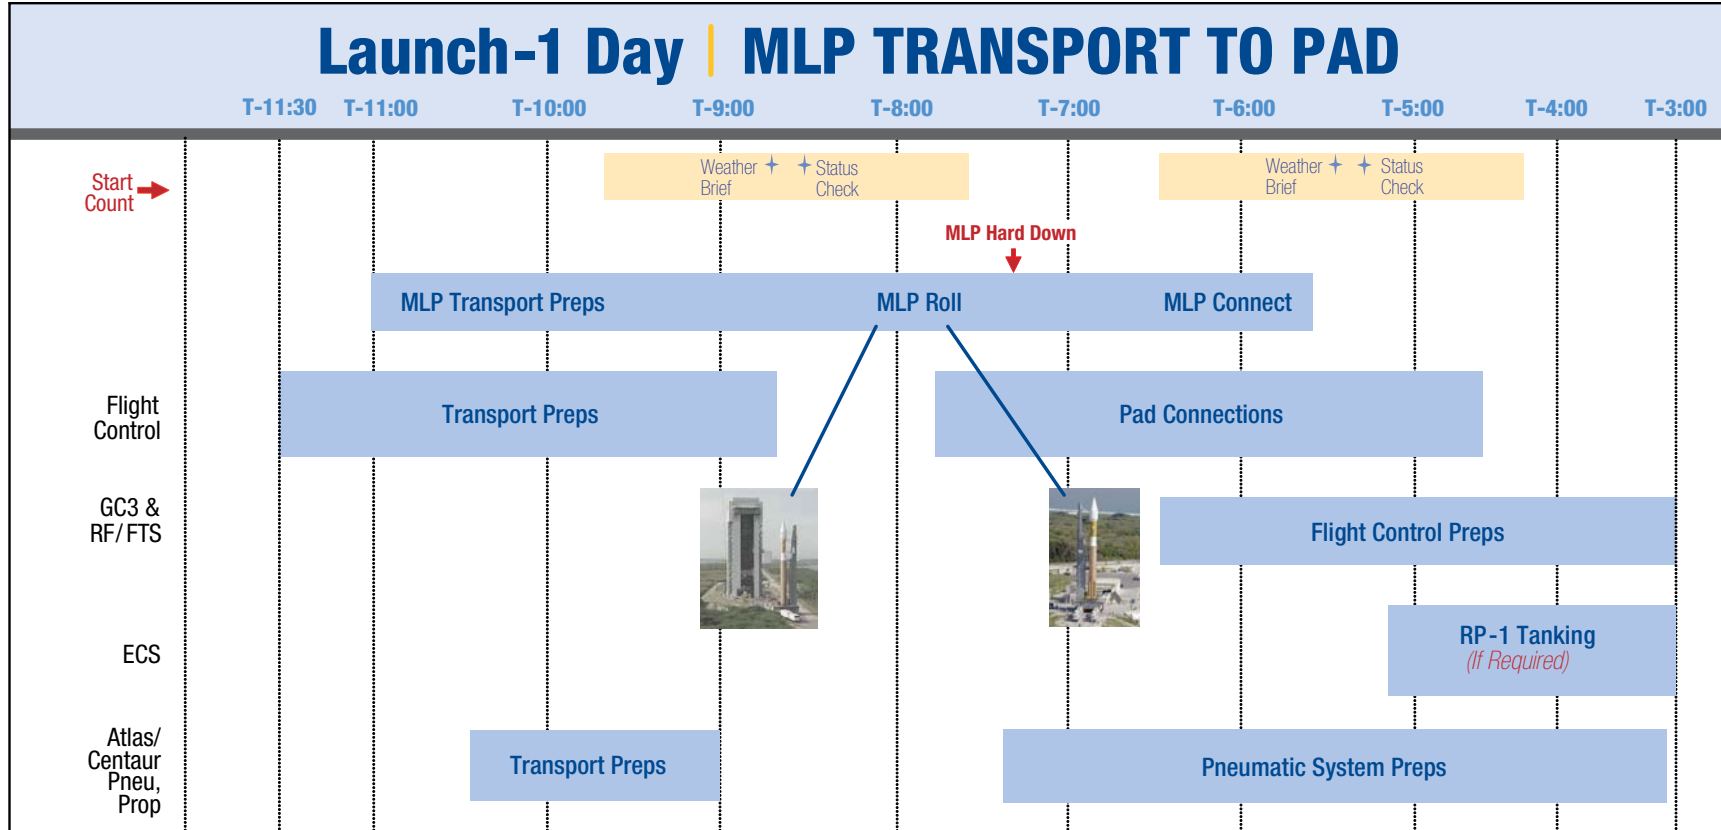 Launch-1 Day | MLP TRANSPORT TO PAD
T-11:30 T-11:00 T-10:00 T-9:00 T-8:00 T-7:00 T-6:00 T-5:00 T-4:00 T-3:00
Start
Count
Weather
Brief
Status
Check
Weather
Brief
Status
Check
MLP Hard Down
MLP Transport Preps
MLP Roll
MLP Connect
Flight
Control
Transport Preps
Pad Connections
GC3 &
RF/FTS
Flight Control Preps
ECS
RP-1 Tanking
(If Required)
Atlas/
Centaur
Pneu,
Prop
Transport Preps
Pneumatic System Preps